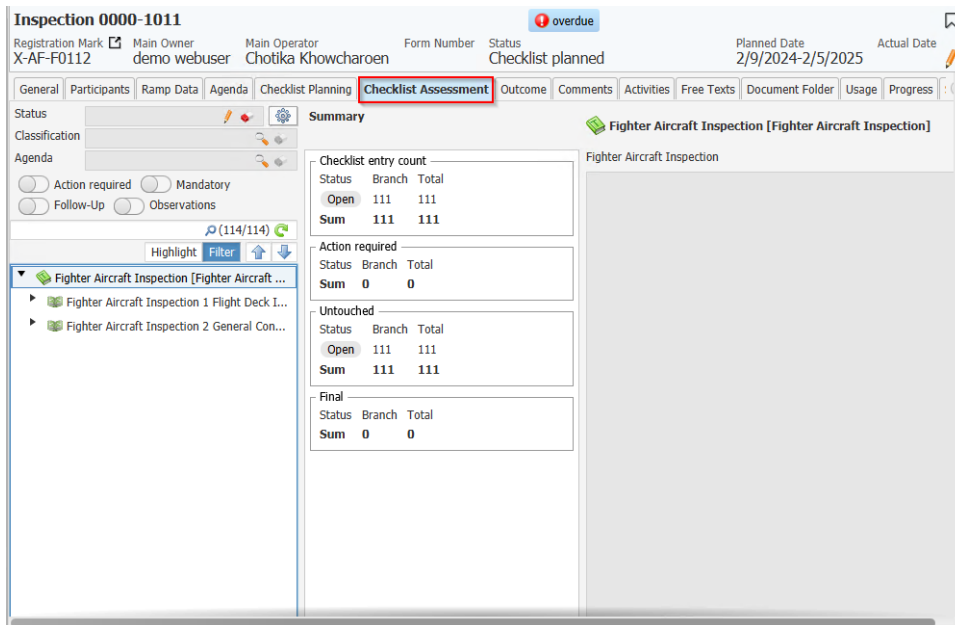 Inspection 0000-1011
overdue
Registration Mark Main Owner Main Operator Form Number Status Planned Date Actual Date
X-AF-F0112 demo webuser Chotika Khowcharoen Checklist planned 2/9/2024-2/5/2025
General Participants Ramp Data Agenda Checklist Planning Checklist Assessment Outcome Comments Activities Free Texts Document Folder Usage Progress
Status
Classification
Agenda
Action required Mandatory
Follow-Up Observations
(114/114)
Highlight Filter
Fighter Aircraft Inspection [Fighter Aircraft ...
Fighter Aircraft Inspection 1 Flight Deck I...
Fighter Aircraft Inspection 2 General Con...
Summary
Checklist entry count
Status Branch Total
Open 111 111
Sum 111 111
Action required
Status Branch Total
Sum 0 0
Untouched
Status Branch Total
Open 111 111
Sum 111 111
Final
Status Branch Total
Sum 0 0
Fighter Aircraft Inspection [Fighter Aircraft Inspection]
Fighter Aircraft Inspection